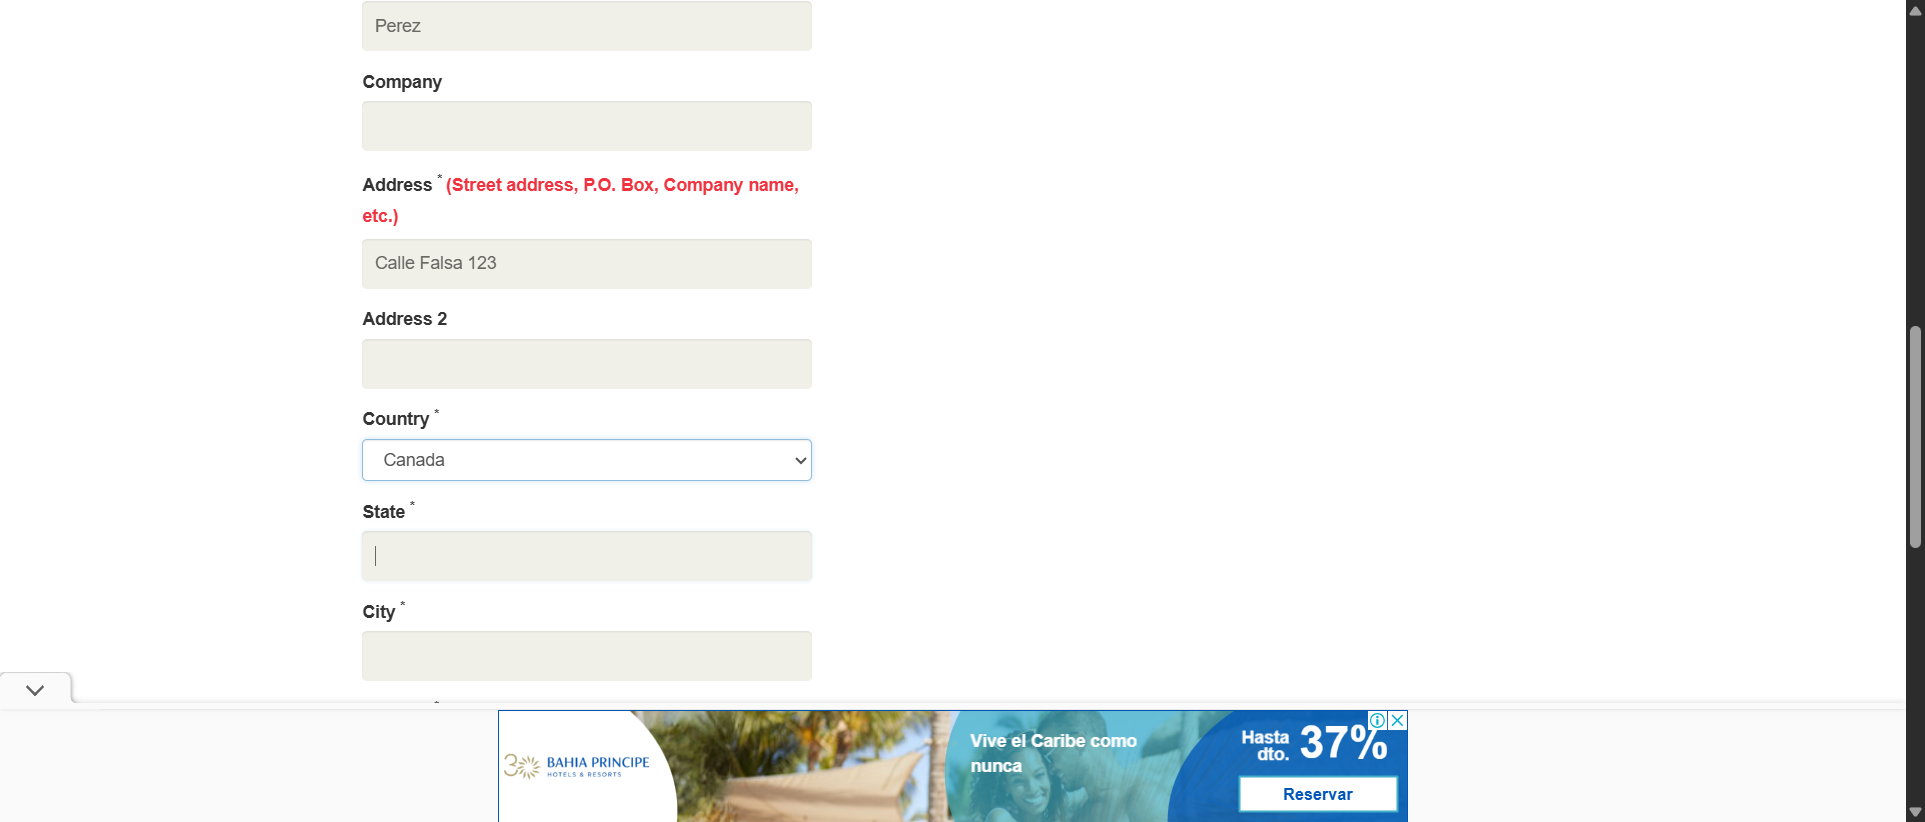 Perez
Company
Address * (Street address, P.O. Box, Company name,
etc.)
Calle Falsa 123
Address 2
Country *
Canada
State *
City *
*
30 BAHIA PRINCIPE
HOTELS & RESORTS
Vive el Caribe como
nunca
Hasta
dto. 37%
Reservar